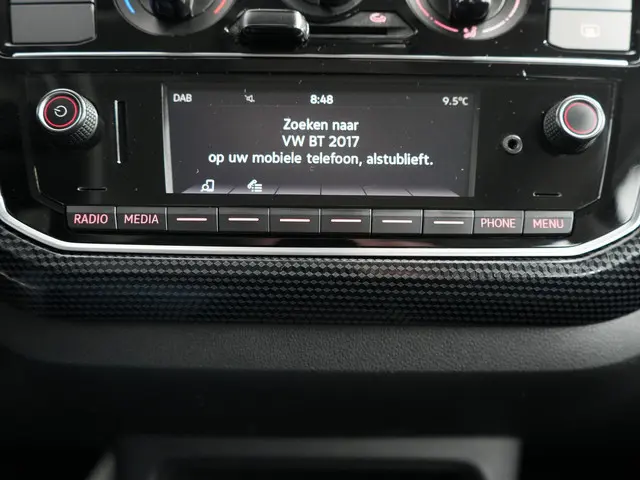 DAB 8:48 9.5°C
Zoeken naar
VW BT 2017
op uw mobiele telefoon, alstublieft.
RADIO MEDIA PHONE MENU